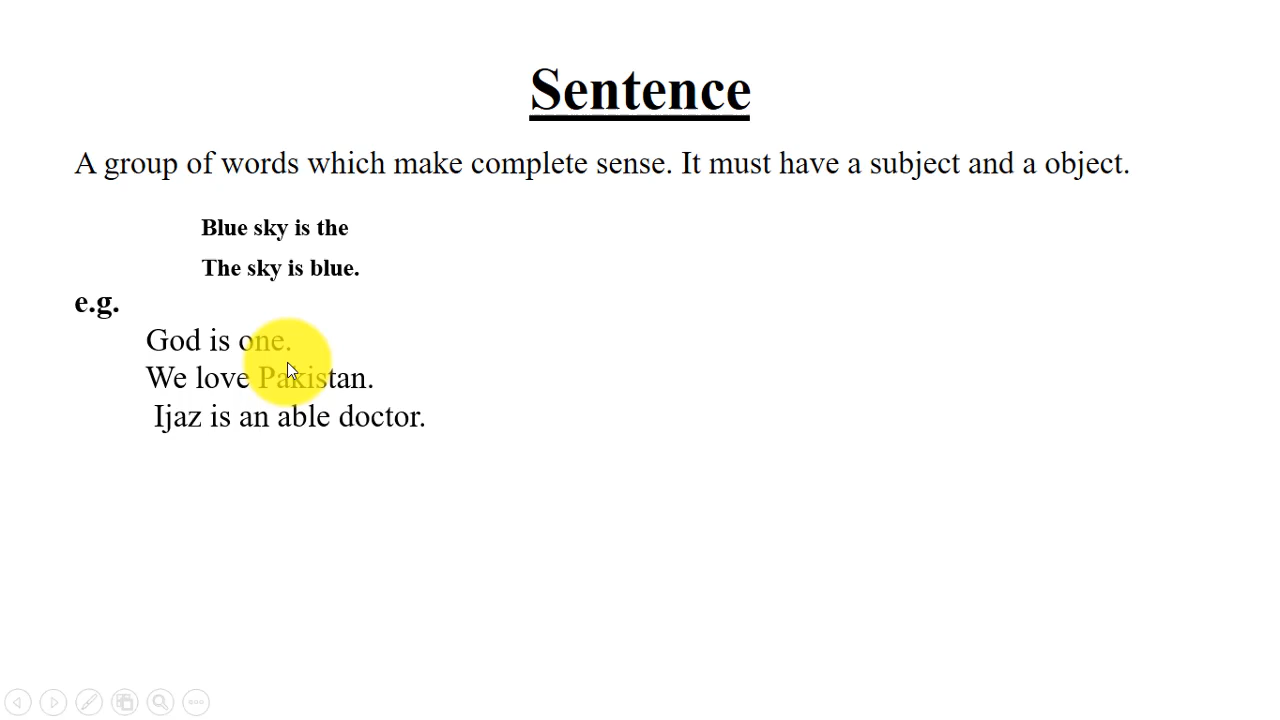 Sentence
A group of words which make complete sense. It must have a subject and a object.
Blue sky is the
The sky is blue.
e.g.
God is one.
We love Pakistan.
Ijaz is an able doctor.